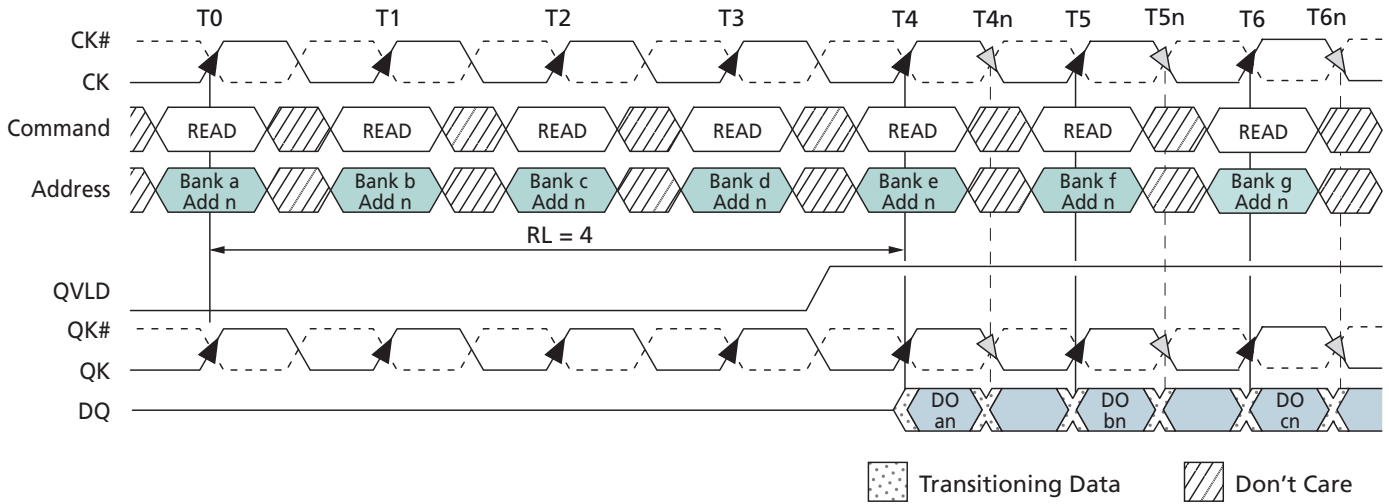 T0 T1 T2 T3 T4 T4n T5 T5n T6 T6n
CK#
CK
Command READ READ READ READ READ READ READ
Address Bank a Bank b Bank c Bank d Bank e Bank f Bank g
Add n Add n Add n Add n Add n Add n Add n
RL = 4
QVLD
QK#
QK
DQ DO DO DO
an bn cn
Transitioning Data Don't Care